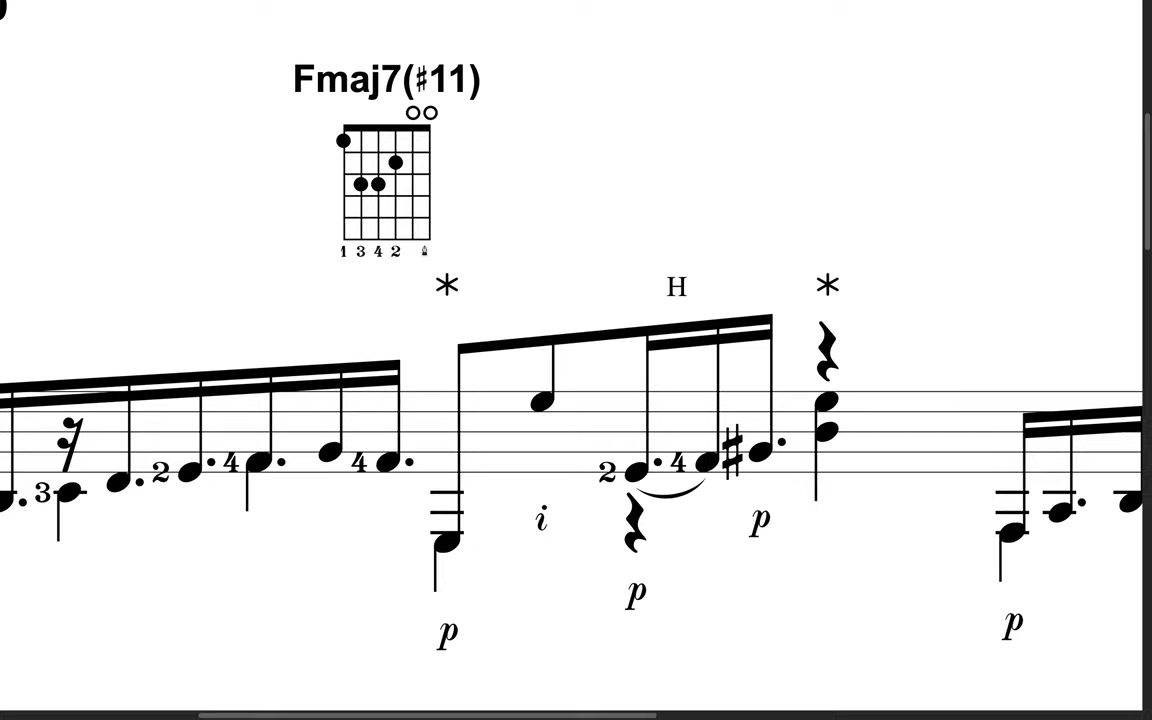 Fmaj7(♯11)
1 3 4 2
* H *
3 2 4 4 2 4
i p
p
p p